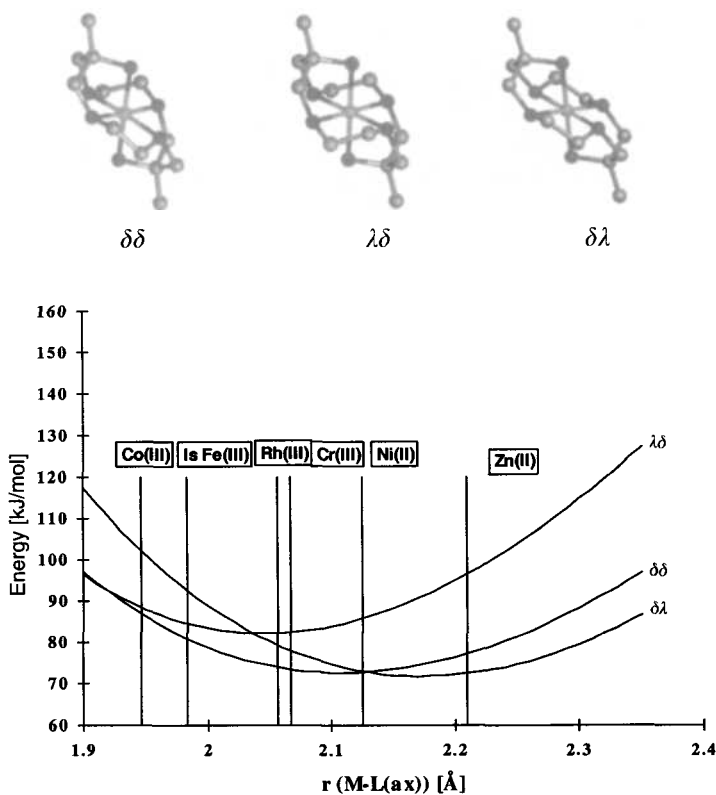 δδ
λδ
δλ
160
150
140
130
120
110
100
90
80
70
60
Energy [kJ/mol]
Co(III) ls Fe(III) Rh(III) Cr(III) Ni(II) Zn(II)
λδ
δδ
δλ
1.9 2 2.1 2.2 2.3 2.4
r (M-L(ax)) [Å]